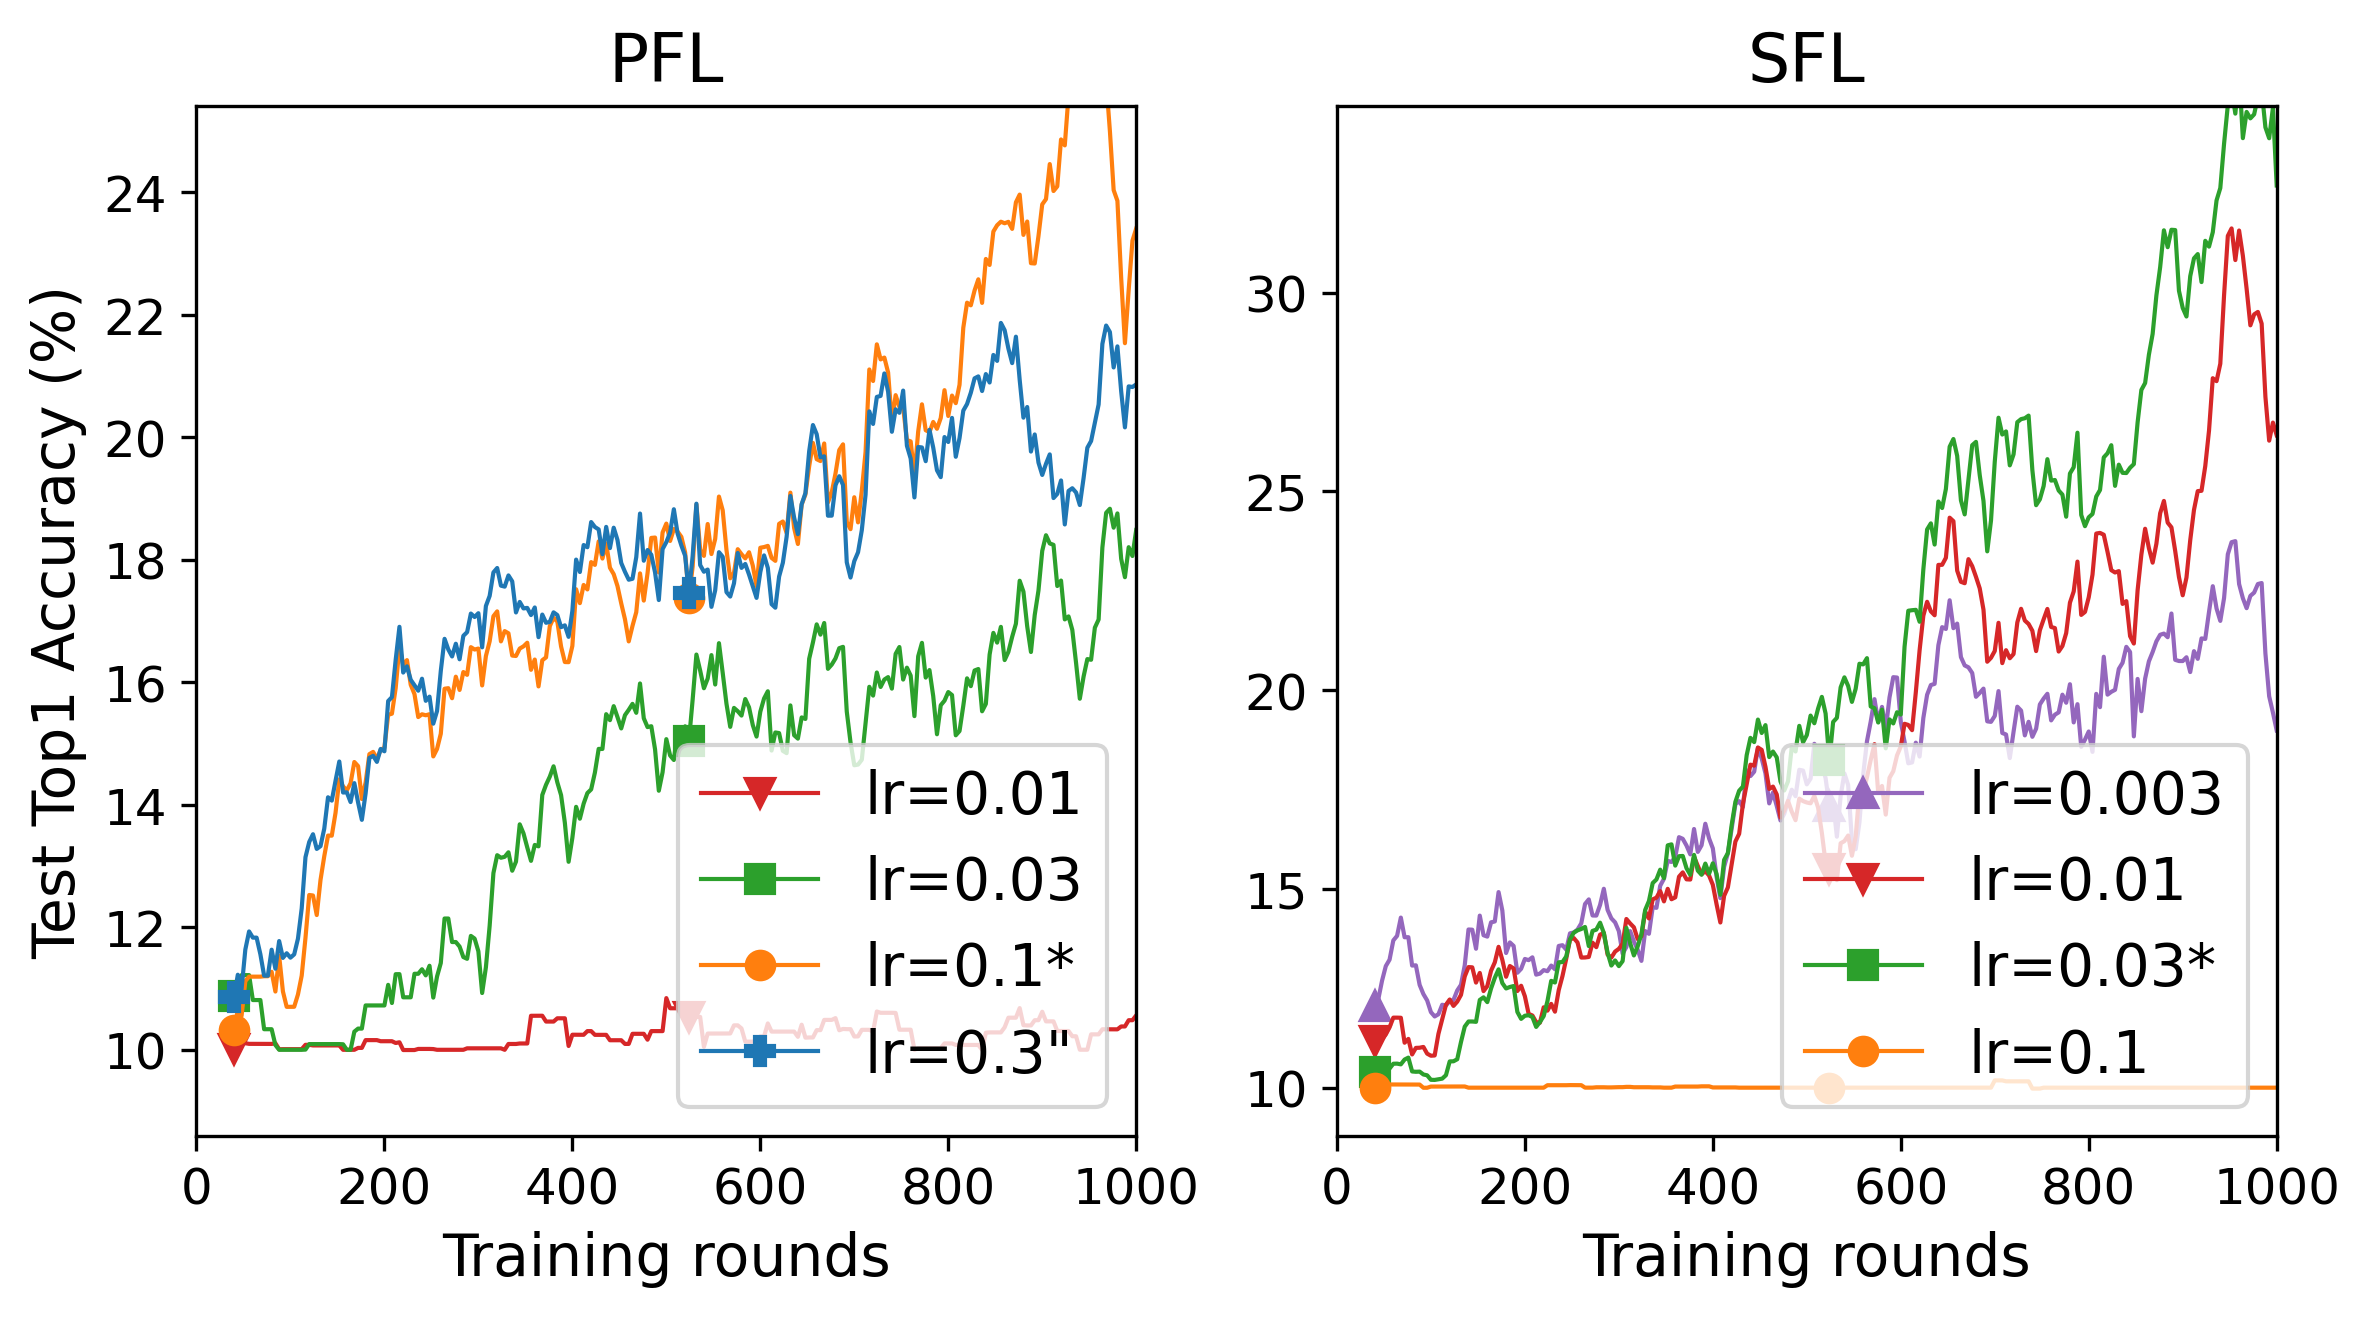 PFL
SFL
Test Top1 Accuracy (%)
24
22
20
18
16
14
12
10
0 200 400 600 800 1000
Training rounds
lr=0.01
lr=0.03
lr=0.1*
lr=0.3"
30
25
20
15
10
0 200 400 600 800 1000
Training rounds
lr=0.003
lr=0.01
lr=0.03*
lr=0.1